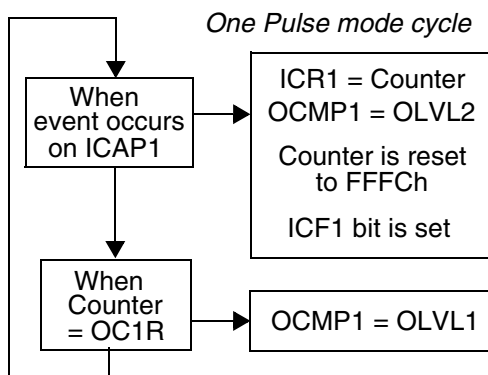 One Pulse mode cycle
When
event occurs
on ICAP1
ICR1 = Counter
OCMP1 = OLVL2
Counter is reset
to FFFCh
ICF1 bit is set
When
Counter
= OC1R
OCMP1 = OLVL1